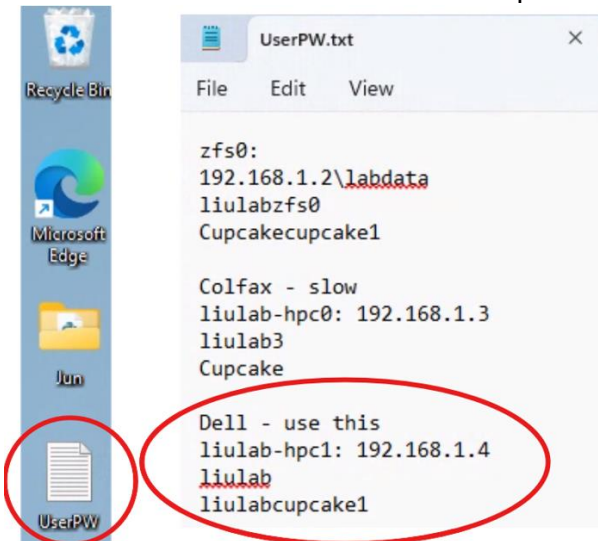 Recycle Bin
Microsoft
Edge
Jun
UserPW
UserPW.txt
File Edit View
zfs0:
192.168.1.2\labdata
liulabzfs0
Cupcakecupcake1
Colfax - slow
liulab-hpc0: 192.168.1.3
liulab3
Cupcake
Dell - use this
liulab-hpc1: 192.168.1.4
liulab
liulabcupcake1